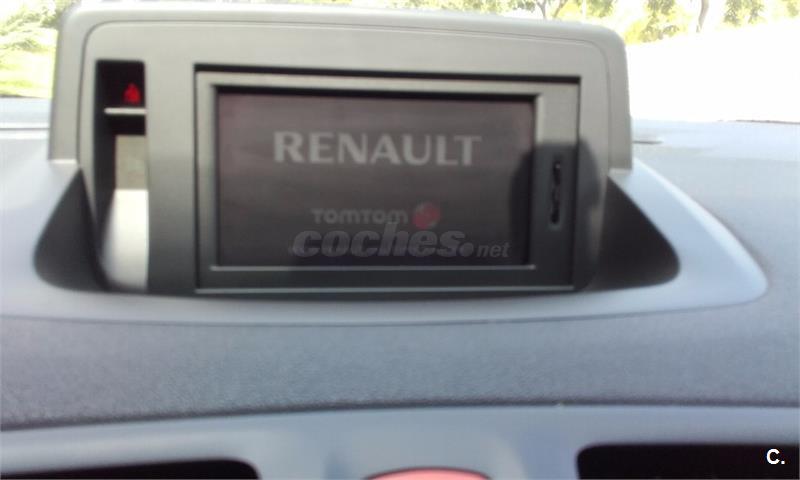 RENAULT
TOMTOM
coches.net
C.